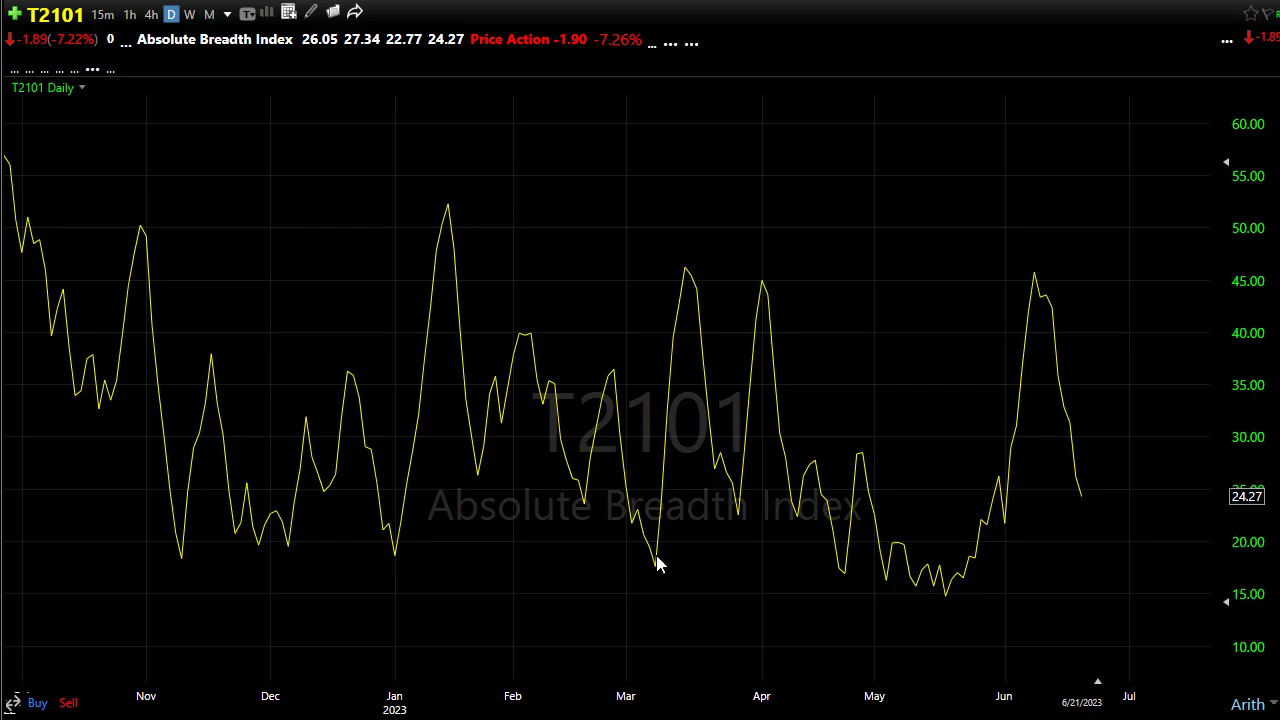 T2101 15m 1h 4h D W M
-1.89(-7.22%) 0 ... Absolute Breadth Index 26.05 27.34 22.77 24.27 Price Action -1.90 -7.26% ... ... ... ... -1.89
... ... ... ... ... ... ...
T2101 Daily
60.00
55.00
50.00
45.00
40.00
35.00
30.00
24.27
20.00
15.00
10.00
T2101
Absolute Breadth Index
Nov Dec Jan Feb Mar Apr May Jun Jul
2023
6/21/2023
Buy Sell
Arith